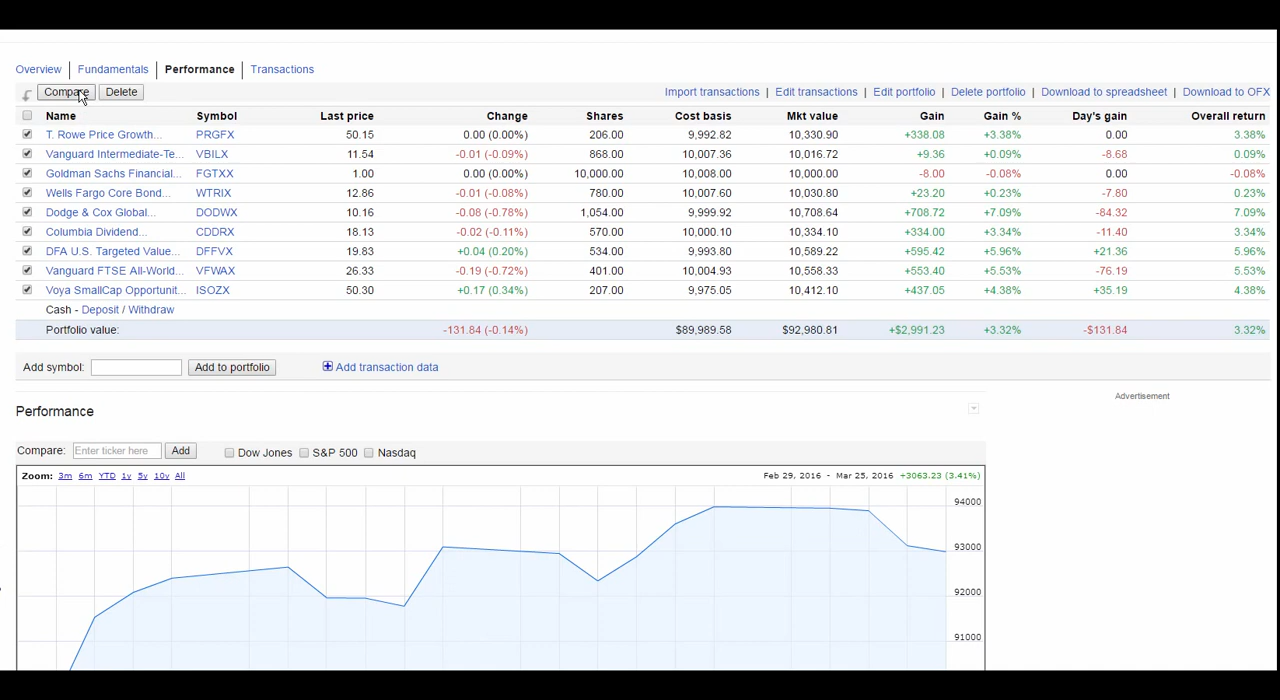 Overview | Fundamentals | Performance | Transactions
Compare Delete Import transactions | Edit transactions | Edit portfolio | Delete portfolio | Download to spreadsheet | Download to OFX
Name Symbol Last price Change Shares Cost basis Mkt value Gain Gain % Day's gain Overall return
T. Rowe Price Growth... PRGFX 50.15 0.00 (0.00%) 206.00 9,992.82 10,330.90 +338.08 +3.38% 0.00 3.38%
Vanguard Intermediate-Te... VBILX 11.54 -0.01 (-0.09%) 868.00 10,007.36 10,016.72 +9.36 +0.09% -8.68 0.09%
Goldman Sachs Financial... FGTXX 1.00 0.00 (0.00%) 10,000.00 10,008.00 10,000.00 -8.00 -0.08% 0.00 -0.08%
Wells Fargo Core Bond... WTRIX 12.86 -0.01 (-0.08%) 780.00 10,007.60 10,030.80 +23.20 +0.23% -7.80 0.23%
Dodge & Cox Global... DODWX 10.16 -0.08 (-0.78%) 1,054.00 9,999.92 10,708.64 +708.72 +7.09% -84.32 7.09%
Columbia Dividend... CDDRX 18.13 -0.02 (-0.11%) 570.00 10,000.10 10,334.10 +334.00 +3.34% -11.40 3.34%
DFA U.S. Targeted Value... DFFVX 19.83 +0.04 (0.20%) 534.00 9,993.80 10,589.22 +595.42 +5.96% +21.36 5.96%
Vanguard FTSE All-World... VFWAX 26.33 -0.19 (-0.72%) 401.00 10,004.93 10,558.33 +553.40 +5.53% -76.19 5.53%
Voya SmallCap Opportunit... ISOZX 50.30 +0.17 (0.34%) 207.00 9,975.05 10,412.10 +437.05 +4.38% +35.19 4.38%
Cash - Deposit / Withdraw
Portfolio value: -131.84 (-0.14%) $89,989.58 $92,980.81 +$2,991.23 +3.32% -$131.84 3.32%
Add symbol: Add to portfolio Add transaction data
Advertisement
Performance
Compare: Enter ticker here Add Dow Jones S&P 500 Nasdaq
Zoom: 3m 6m YTD 1y 5y 10y All Feb 29, 2016 - Mar 25, 2016 +3063.23 (3.41%)
94000
93000
92000
91000